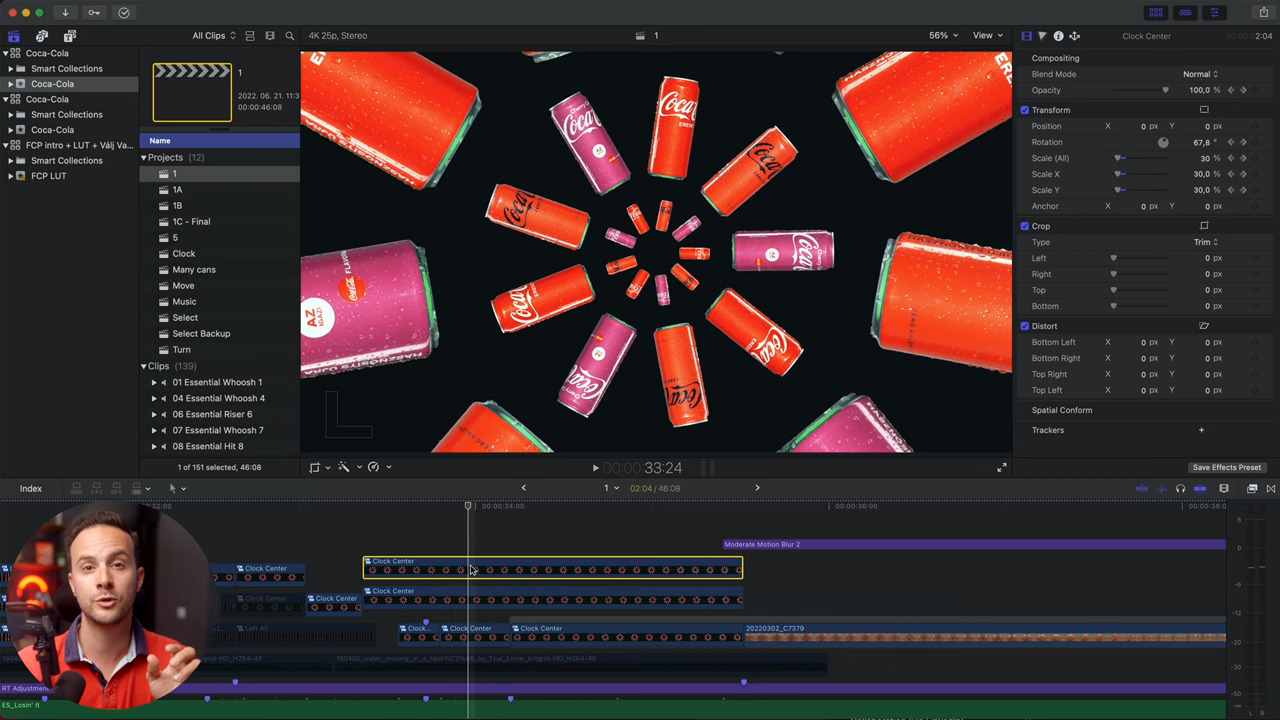 All Clips
4K 25p, Stereo
1
56%
View
Clock Center
2:04
Coca-Cola
Smart Collections
Coca-Cola
Coca-Cola
Smart Collections
Coca-Cola
FCP intro + LUT + Välj Va...
Smart Collections
FCP LUT
1
2022. 06. 21. 11:3
00:00:46:08
Name
Projects (12)
1
1A
1B
1C - Final
5
Clock
Many cans
Move
Music
Select
Select Backup
Turn
Clips (139)
01 Essential Whoosh 1
04 Essential Whoosh 4
06 Essential Riser 6
07 Essential Whoosh 7
08 Essential Hit 8
1 of 151 selected, 46:08
Compositing
Blend Mode Normal
Opacity 100,0 %
Transform
Position X 0 px Y 0 px
Rotation 67,8 °
Scale (All) 30 %
Scale X 30,0 %
Scale Y 30,0 %
Anchor X 0 px Y 0 px
Crop
Type Trim
Left 0 px
Right 0 px
Top 0 px
Bottom 0 px
Distort
Bottom Left X 0 px Y 0 px
Bottom Right X 0 px Y 0 px
Top Right X 0 px Y 0 px
Top Left X 0 px Y 0 px
Spatial Conform
Trackers +
Save Effects Preset
00:00:33:24
Index
1
02:04 / 46:08
00:00:34:00
00:00:36:00
00:00:38:0
Moderate Motion Blur 2
Clock Center
Clock Center
Clock Center
Clock Center
Left All
Clock...
Clock Center
Clock Center
20220302_C7379
RT Adjustment
ES_Losin' It
6
0
-6
-12
-20
-30
-50
L R